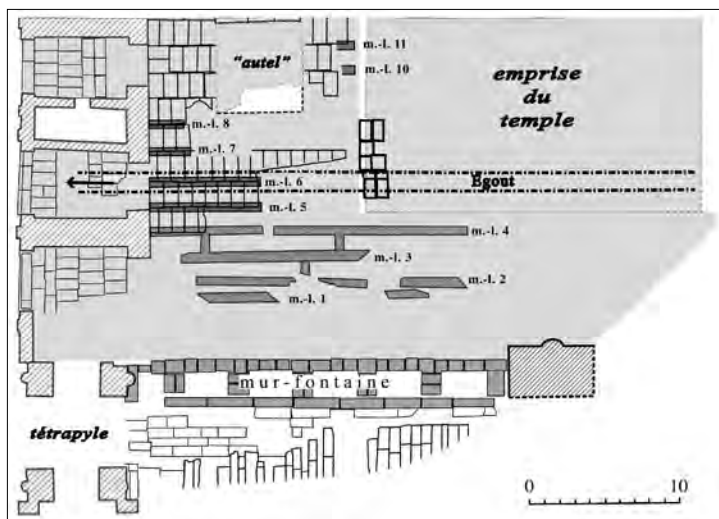 m.-l. 11
"autel"
m.-l. 10
emprise
du
temple
m.-l. 8
m.-l. 7
m.-l. 6
Egout
m.-l. 5
m.-l. 4
m.-l. 3
m.-l. 2
m.-l. 1
mur-fontaine
tétrapyle
0 10